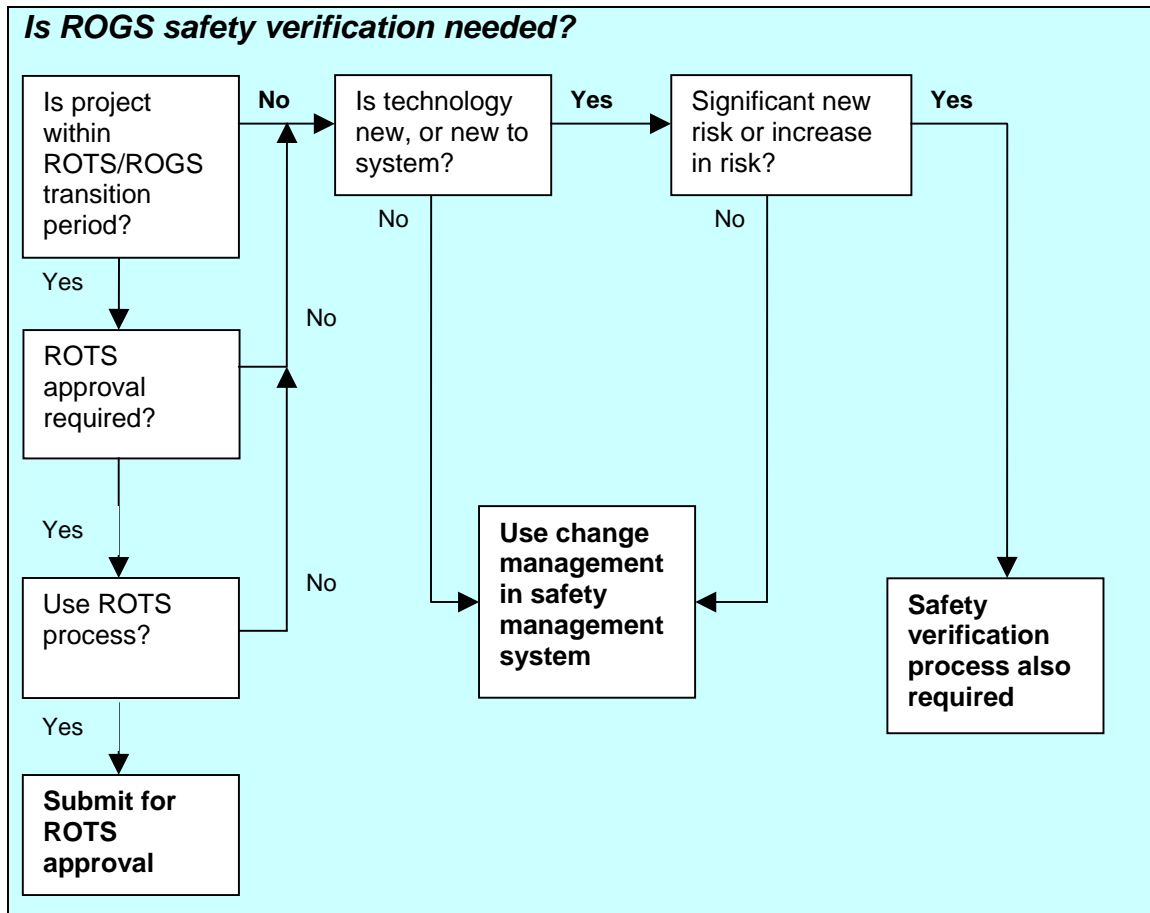 Is ROGS safety verification needed?
Is project
within
ROTS/ROGS
transition
period?
No
Is technology
new, or new to
system?
Yes
Significant new
risk or increase
in risk?
Yes
No
No
Yes
No
ROTS
approval
required?
Yes
No
Use ROTS
process?
Use change
management
in safety
management
system
Safety
verification
process also
required
Yes
Submit for
ROTS
approval